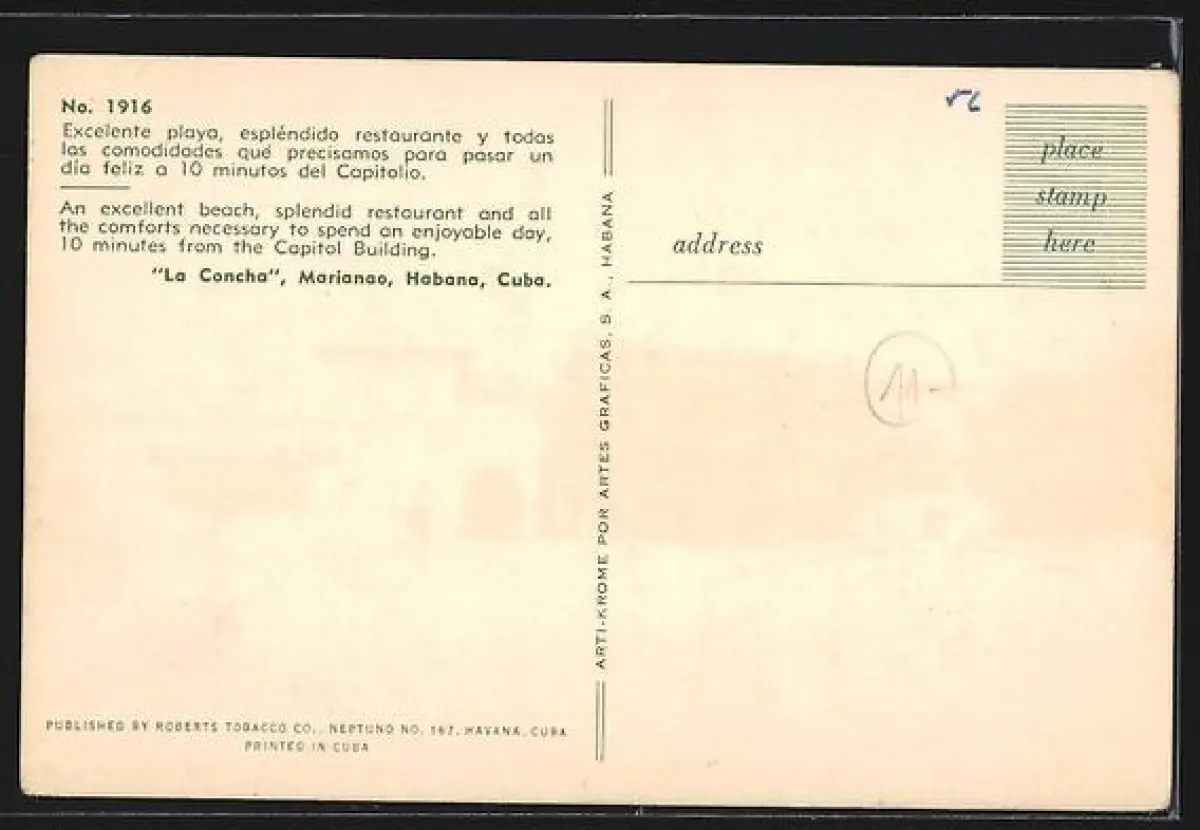 No. 1916
Excelente playa, espléndido restaurante y todas
las comodidades qué precisamos para pasar un
día feliz a 10 minutos del Capitolio.
An excellent beach, splendid restaurant and all
the comforts necessary to spend an enjoyable day,
10 minutes from the Capitol Building.
"La Concha", Marianao, Habana, Cuba.
PUBLISHED BY ROBERTS TOBACCO CO., NEPTUNO NO. 167, HAVANA, CUBA
PRINTED IN CUBA
ARTI-KROME POR ARTES GRAFICAS, S. A., HABANA
place
stamp
here
address
11-